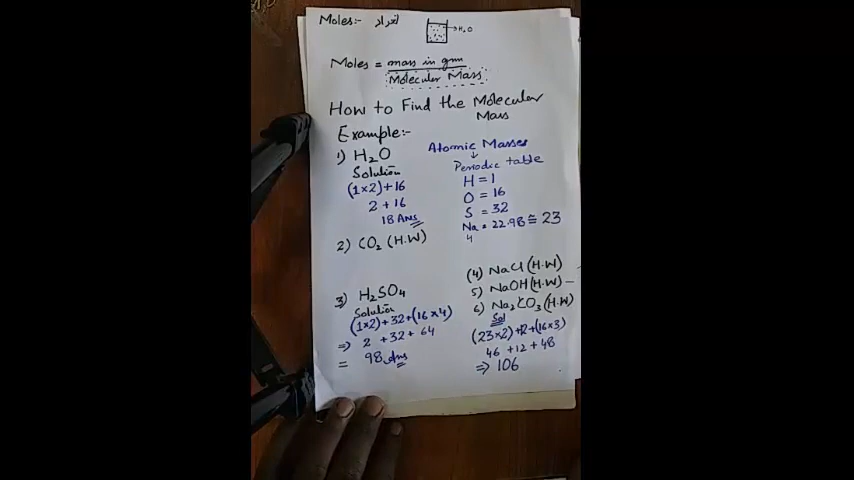 Moles:- افراد
→H₂O
Moles = mass in gm
Molecular Mass
How to Find the Molecular
Mass
Example:-
1) H₂O
Solution
(1×2)+16
2 + 16
18 Ans
2) CO₂ (H.W)
3) H₂SO₄
Solution
(1×2)+32+(16×4)
⇒ 2 +32+ 64
= 98 Ans
Atomic Masses
↓
Periodic table
H = 1
O = 16
S = 32
Na = 22.98 ≅ 23
(4) NaCl (H.W)
5) NaOH (H.W)
6) Na₂CO₃ (H.W)
Sol
(23×2)+12+(16×3)
46 +12 + 48
⇒ 106